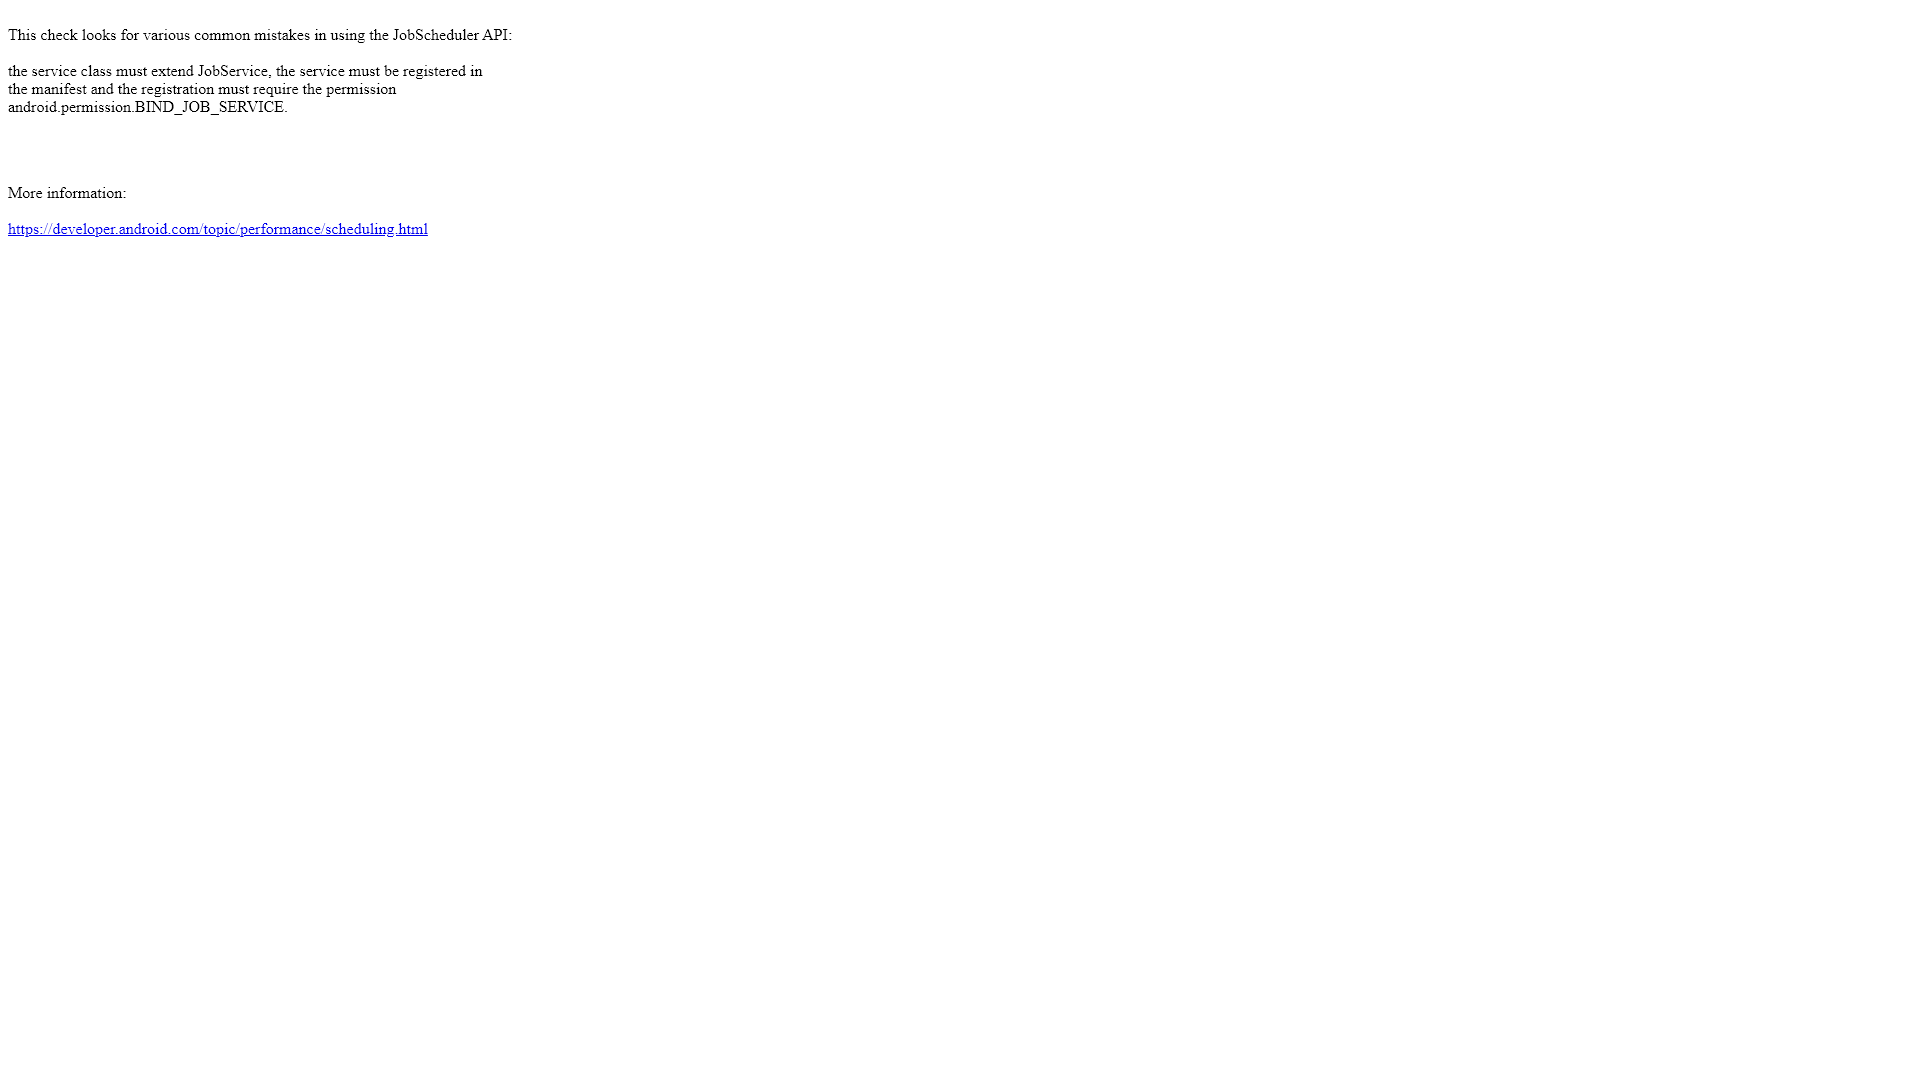 This check looks for various common mistakes in using the JobScheduler API:
the service class must extend JobService, the service must be registered in
the manifest and the registration must require the permission
android.permission.BIND_JOB_SERVICE.
More information:
https://developer.android.com/topic/performance/scheduling.html